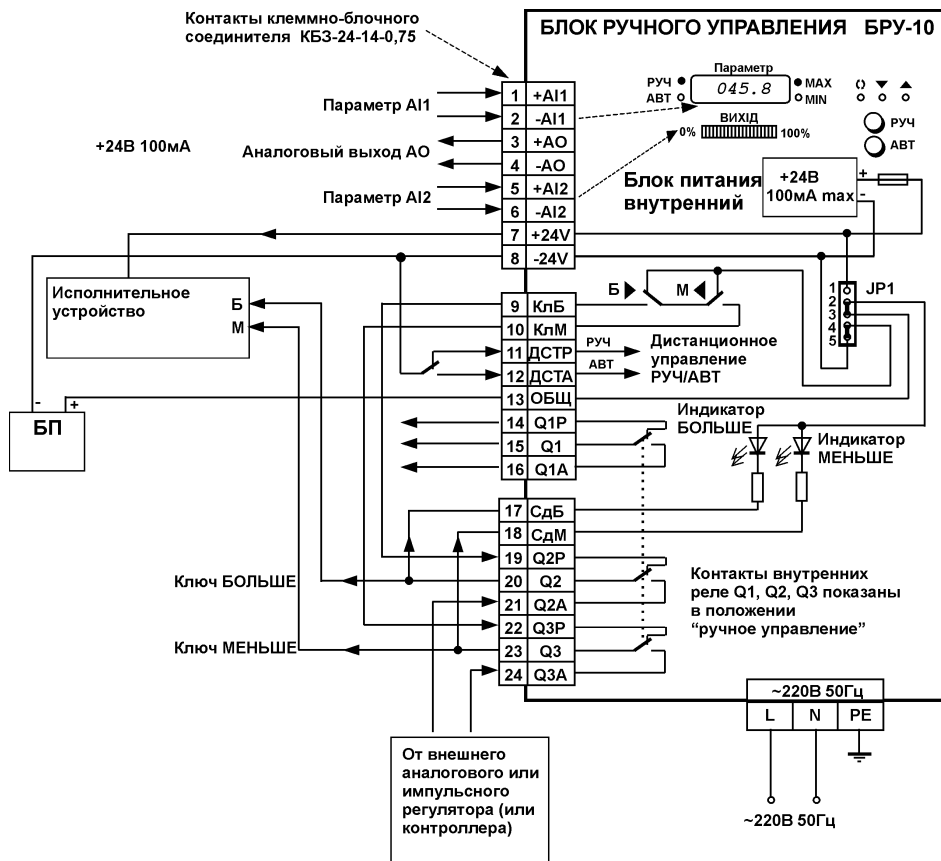 Контакты клеммно-блочного
соединителя КБЗ-24-14-0,75
БЛОК РУЧНОГО УПРАВЛЕНИЯ БРУ-10
Параметр
РУЧ
АВТ
045.8
MAX
MIN
ВИХІД
0%
100%
РУЧ
АВТ
+24В 100мА
Параметр AI1
Аналоговый выход АО
Параметр AI2
1 +AI1
2 -AI1
3 +AO
4 -AO
5 +AI2
6 -AI2
7 +24V
8 -24V
Блок питания
внутренний
+24В
100мА max
+
-
Исполнительное
устройство
Б
М
9 КлБ
10 КлМ
11 ДСТР
12 ДСТА
13 ОБЩ
14 Q1P
15 Q1
16 Q1A
Б
М
РУЧ
АВТ
Дистанционное
управление
РУЧ/АВТ
1
2
3
4
5
JP1
-
+
БП
Индикатор
БОЛЬШЕ
Индикатор
МЕНЬШЕ
17 СдБ
18 СдМ
19 Q2P
20 Q2
21 Q2A
22 Q3P
23 Q3
24 Q3A
Ключ БОЛЬШЕ
Ключ МЕНЬШЕ
Контакты внутренних
реле Q1, Q2, Q3 показаны
в положении
“ручное управление”
~220В 50Гц
L N PE
~220В 50Гц
От внешнего
аналогового или
импульсного
регулятора (или
контроллера)